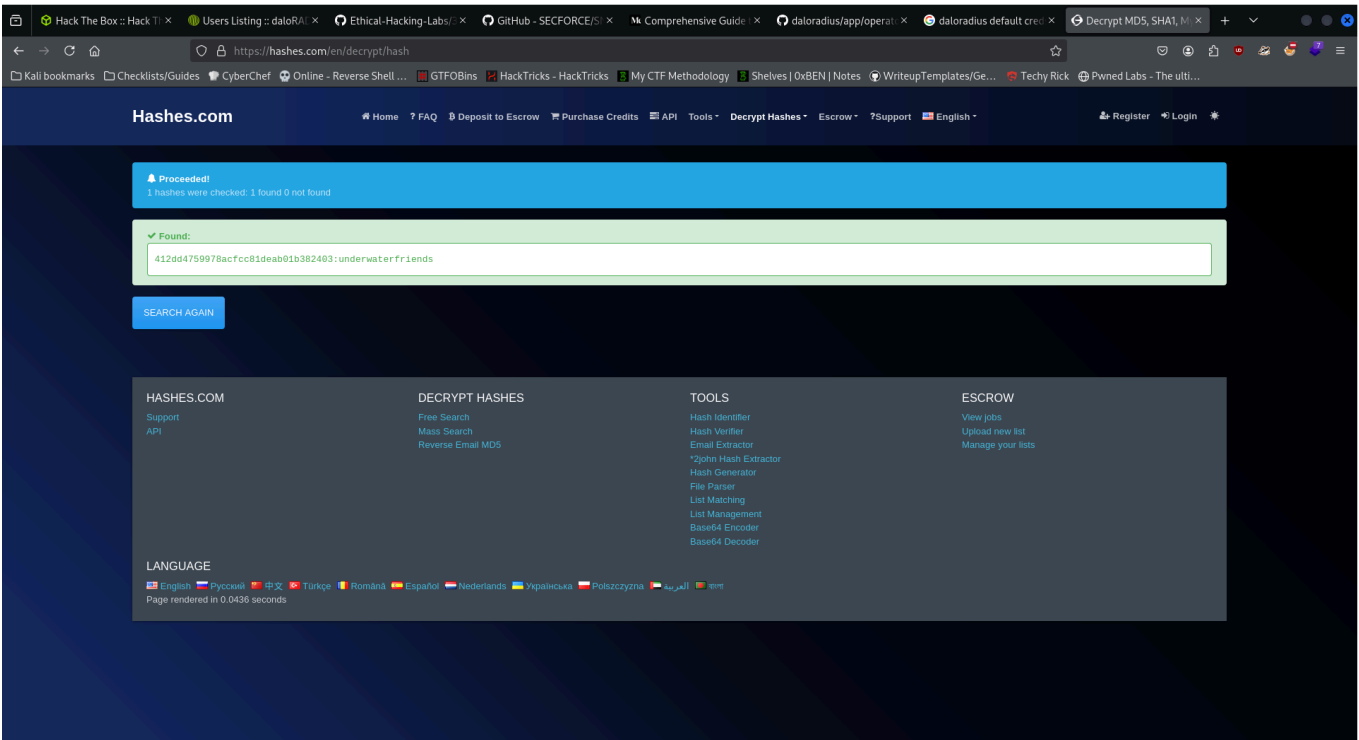 Hack The Box :: Hack Th
Users Listing :: daloRAD
Ethical-Hacking-Labs/3
GitHub - SECFORCE/SN
Comprehensive Guide
daloradius/app/operato
daloradius default cred
Decrypt MD5, SHA1, M
https://hashes.com/en/decrypt/hash
7
Kali bookmarks Checklists/Guides CyberChef Online - Reverse Shell ... GTFOBins HackTricks - HackTricks My CTF Methodology Shelves | 0xBEN | Notes WriteupTemplates/Ge... Techy Rick Pwned Labs - The ulti...
Hashes.com
Home ? FAQ Deposit to Escrow Purchase Credits API Tools Decrypt Hashes Escrow ?Support English Register Login
Proceeded!
1 hashes were checked: 1 found 0 not found
Found:
412dd4759978acfcc81deab01b382403:underwaterfriends
SEARCH AGAIN
HASHES.COM
Support
API
DECRYPT HASHES
Free Search
Mass Search
Reverse Email MD5
TOOLS
Hash Identifier
Hash Verifier
Email Extractor
*2john Hash Extractor
Hash Generator
File Parser
List Matching
List Management
Base64 Encoder
Base64 Decoder
ESCROW
View jobs
Upload new list
Manage your lists
LANGUAGE
English Русский 中文 Türkçe Română Español Nederlands Українська Polszczyzna العربية বাংলা
Page rendered in 0.0436 seconds